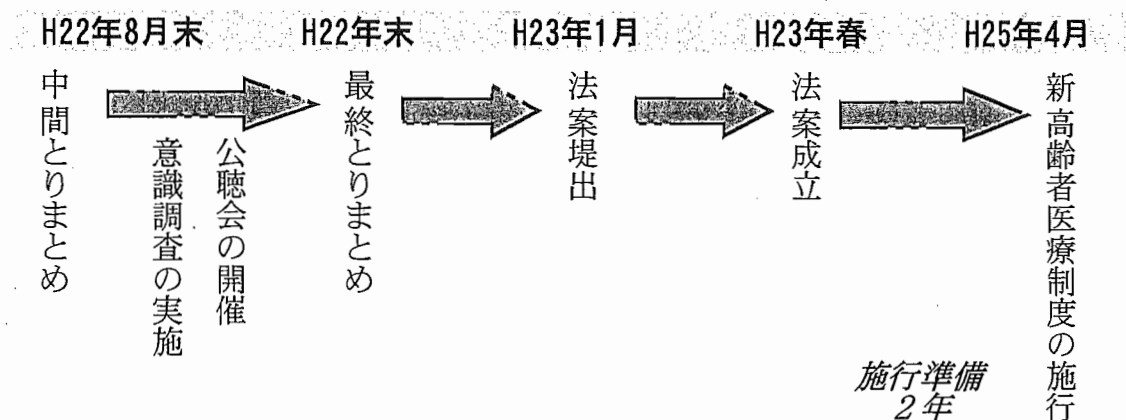 H22年8月末
H22年末
H23年1月
H23年春
H25年4月
中間とりまとめ
公聴会の開催
意識調査の実施
最終とりまとめ
法案堤出
法案成立
新高齢者医療制度の施行
施行準備
2年